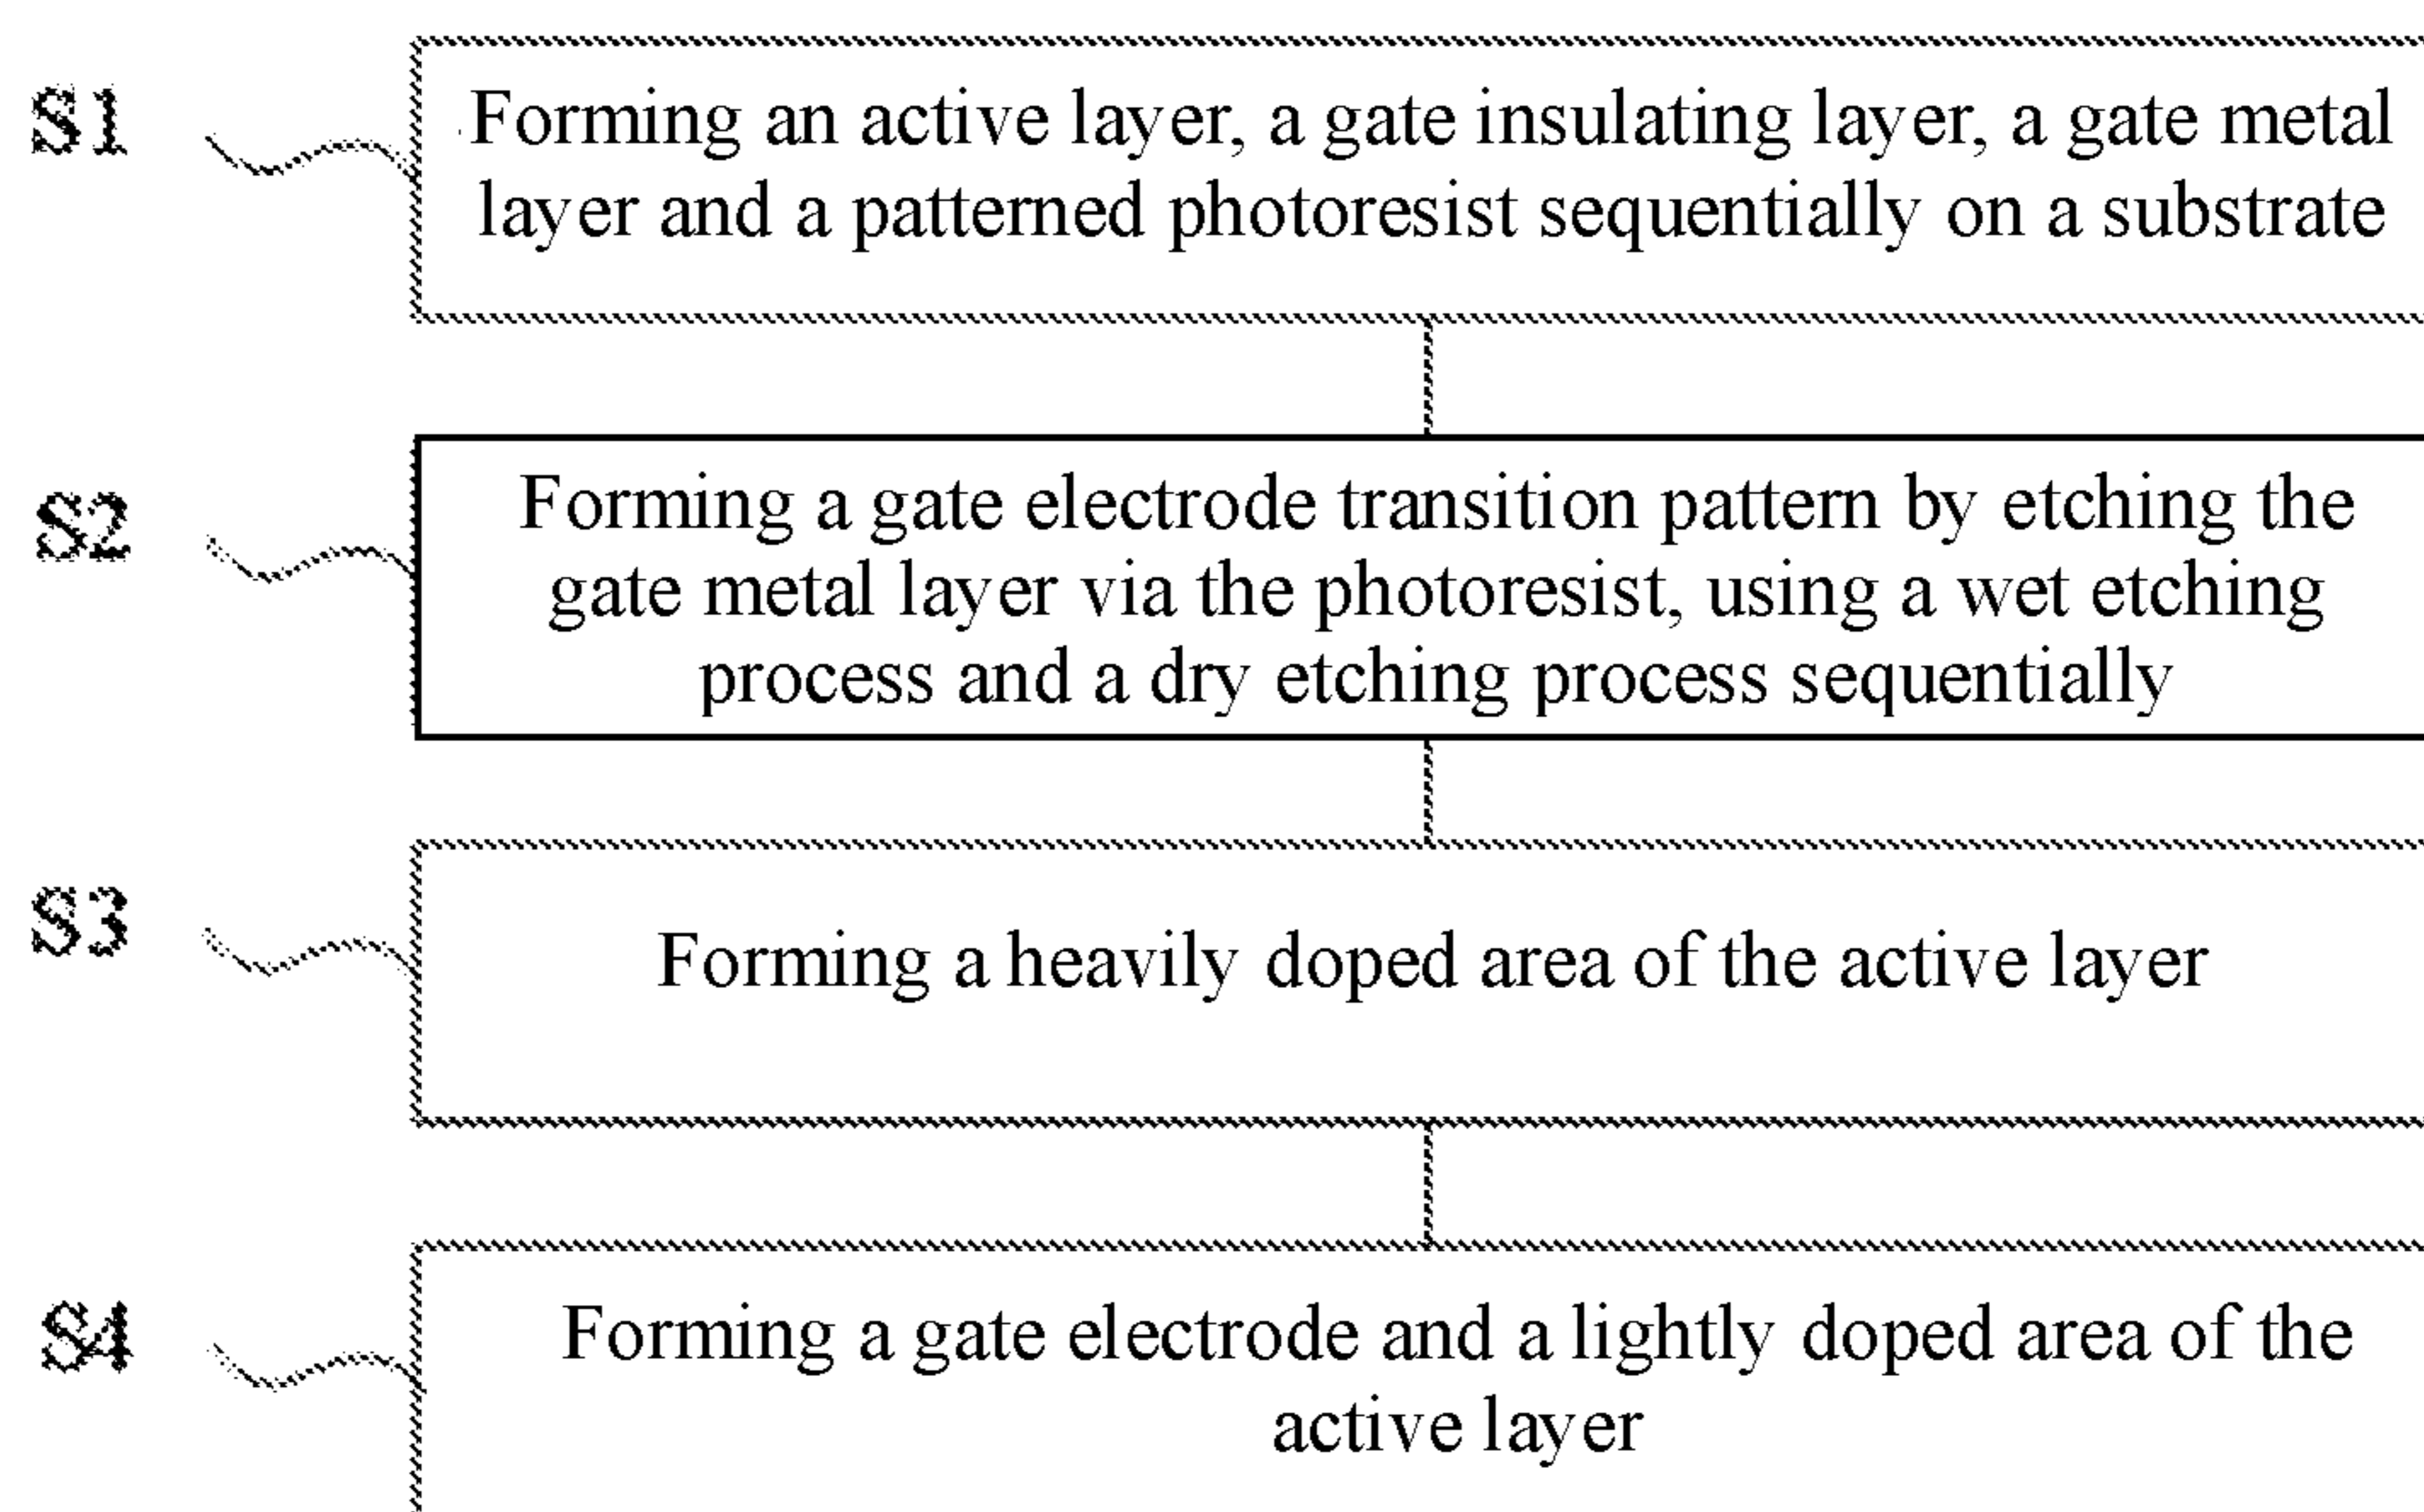 S1
Forming an active layer, a gate insulating layer, a gate metal
layer and a patterned photoresist sequentially on a substrate
S2
Forming a gate electrode transition pattern by etching the
gate metal layer via the photoresist, using a wet etching
process and a dry etching process sequentially
S3
Forming a heavily doped area of the active layer
S4
Forming a gate electrode and a lightly doped area of the
active layer